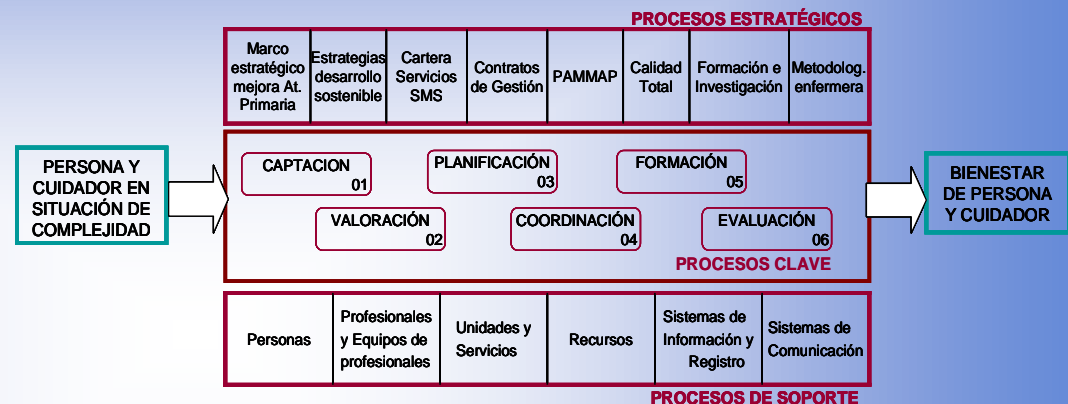 PROCESOS ESTRATÉGICOS
Marco
estratégico
mejora At.
Primaria
Estrategias
desarrollo
sostenible
Cartera
Servicios
SMS
Contratos
de Gestión
PAMMAP
Calidad
Total
Formación e
Investigación
Metodolog.
enfermera
PERSONA Y
CUIDADOR EN
SITUACIÓN DE
COMPLEJIDAD
CAPTACION
01
PLANIFICACIÓN
03
FORMACIÓN
05
VALORACIÓN
02
COORDINACIÓN
04
EVALUACIÓN
06
PROCESOS CLAVE
BIENESTAR
DE PERSONA
Y CUIDADOR
Personas
Profesionales
y Equipos de
profesionales
Unidades y
Servicios
Recursos
Sistemas de
Información y
Registro
Sistemas de
Comunicación
PROCESOS DE SOPORTE